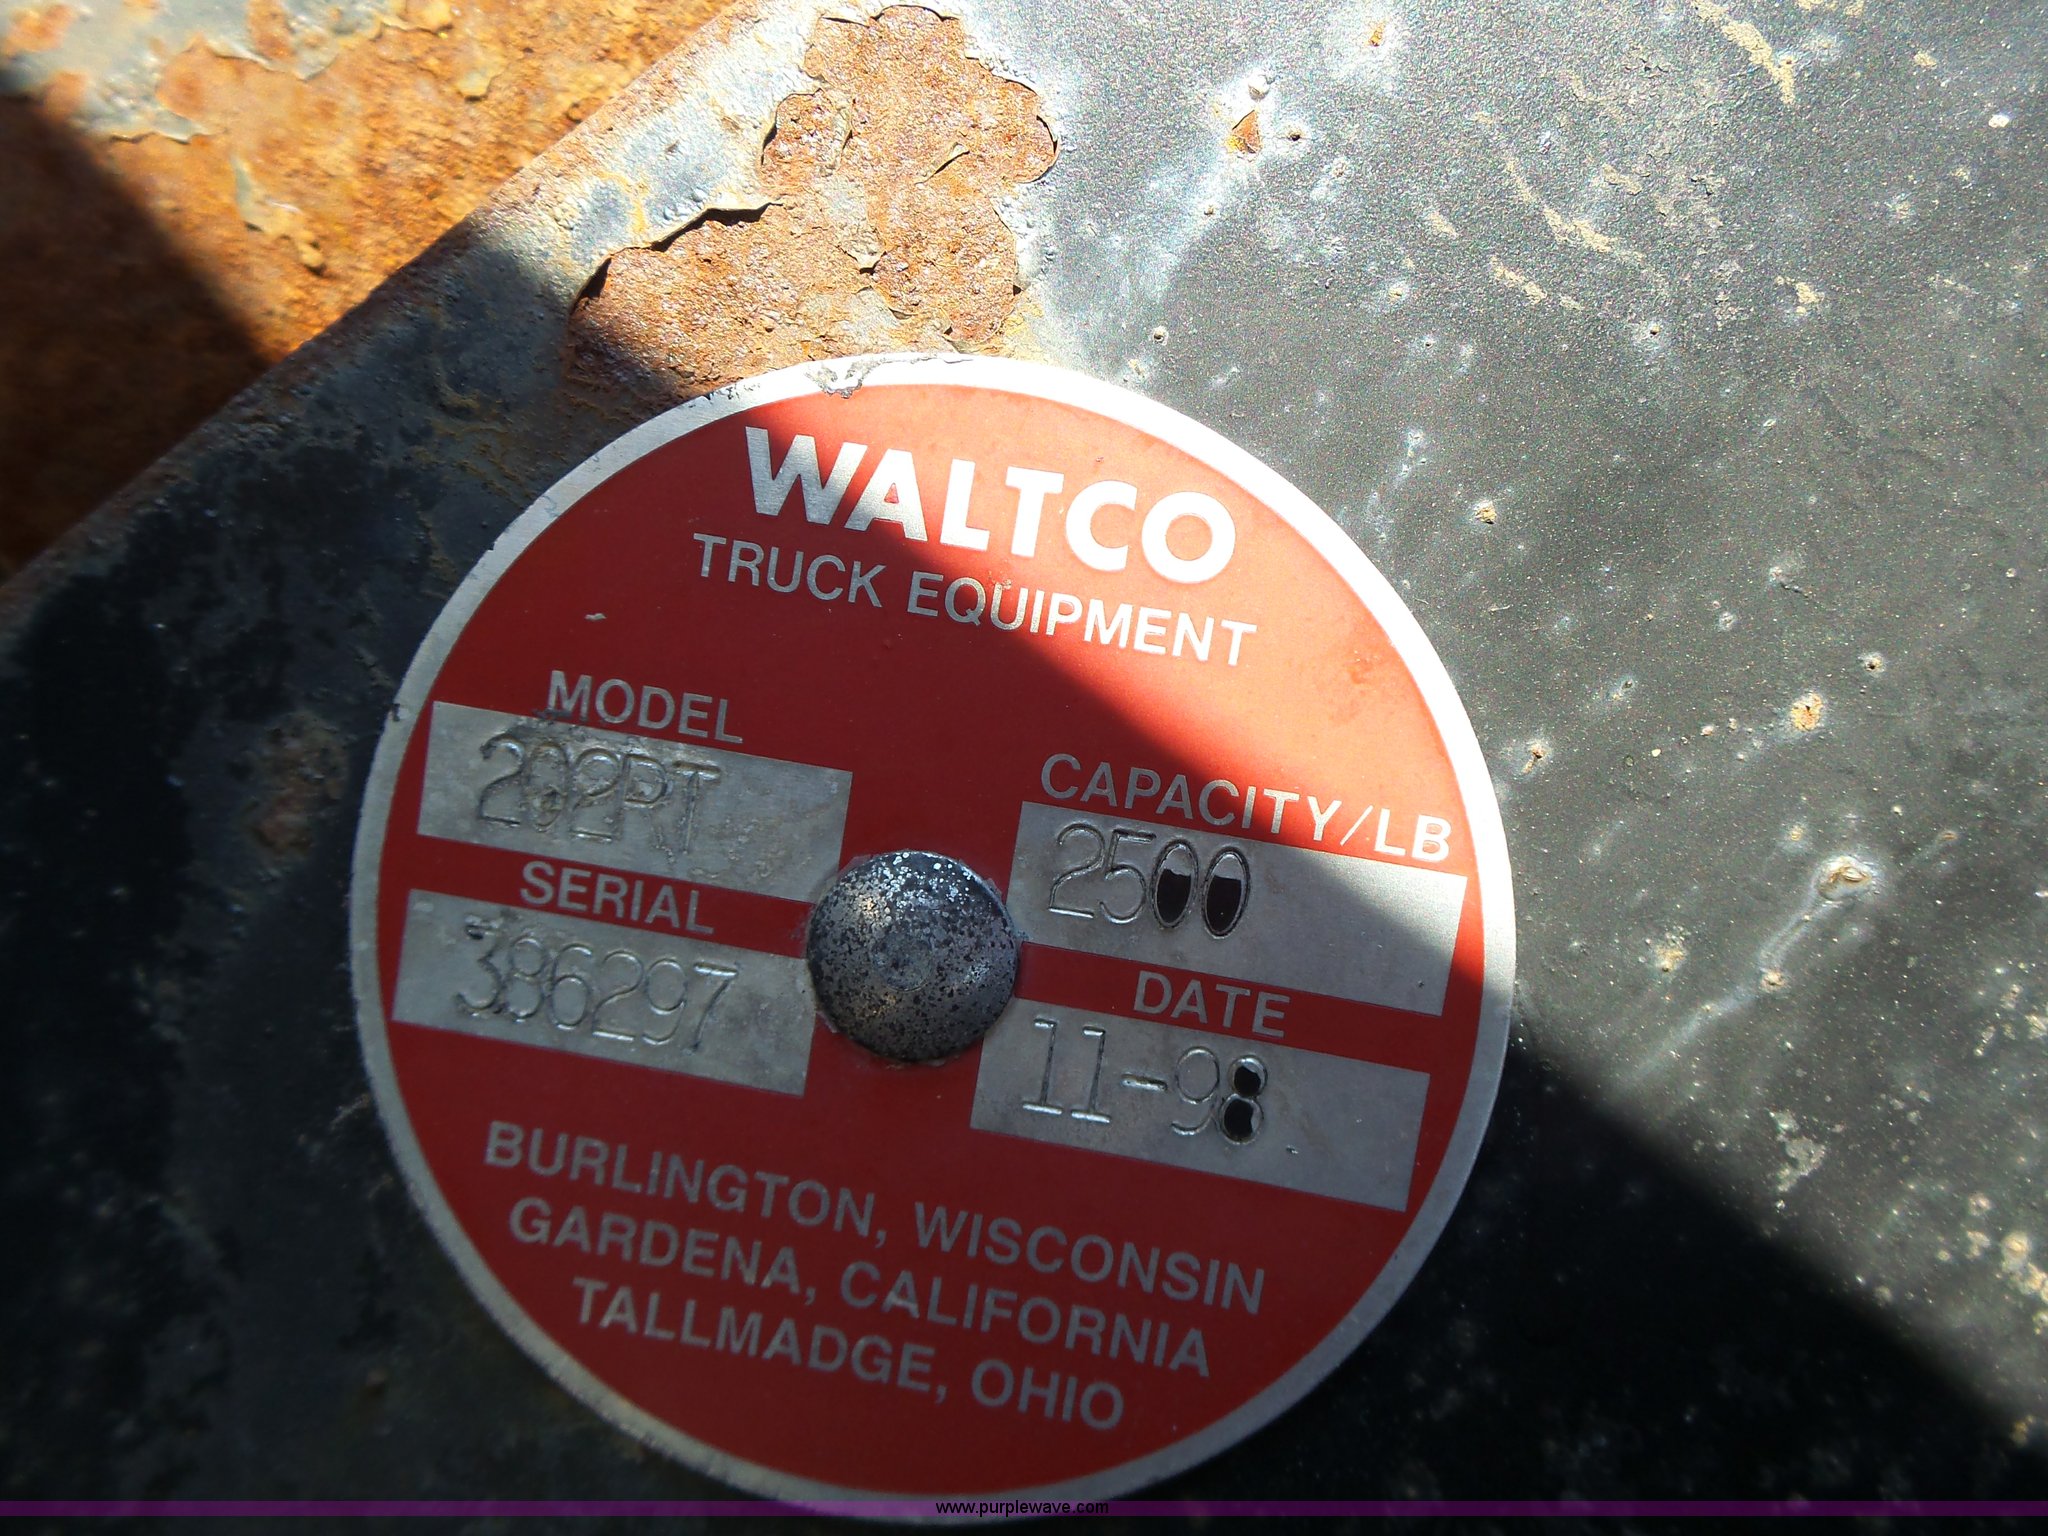 WALTCO
TRUCK EQUIPMENT
MODEL
202RT
CAPACITY/LB
2500
SERIAL
386297
DATE
11-98
BURLINGTON, WISCONSIN
GARDENA, CALIFORNIA
TALLMADGE, OHIO
www.purplewave.com